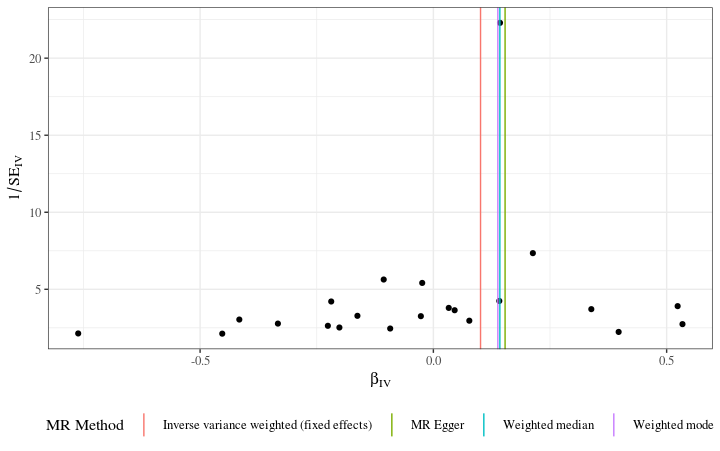 20
15
10
5
1/SE_IV
-0.5 0.0 0.5
β_IV
MR Method Inverse variance weighted (fixed effects) MR Egger Weighted median Weighted mode